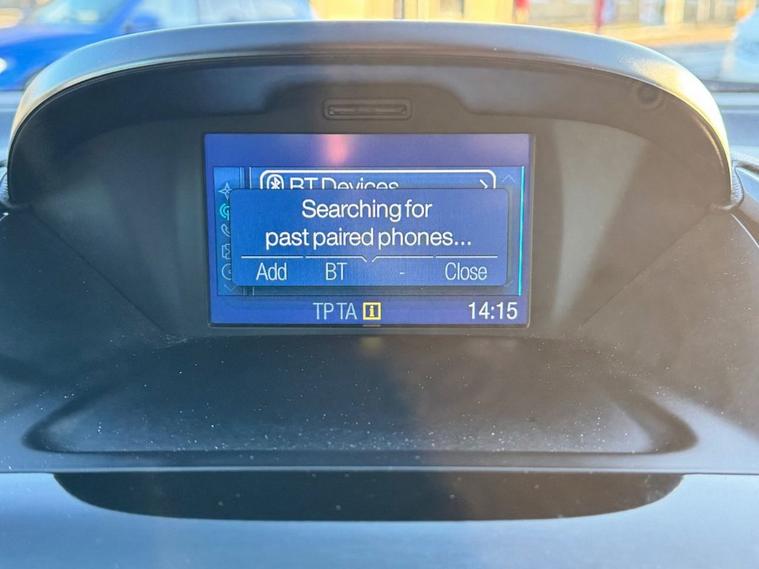 BT Devices
Searching for
past paired phones...
Add BT - Close
TP TA i 14:15